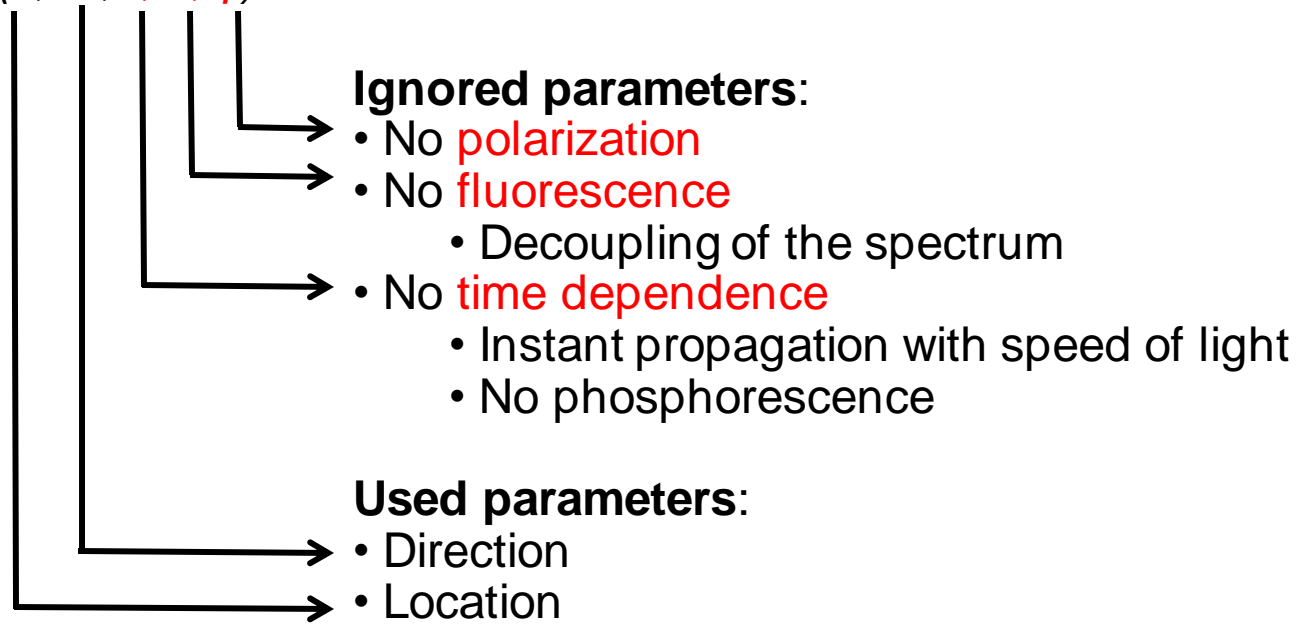 Ignored parameters:
• No polarization
• No fluorescence
• Decoupling of the spectrum
• No time dependence
• Instant propagation with speed of light
• No phosphorescence
Used parameters:
• Direction
• Location